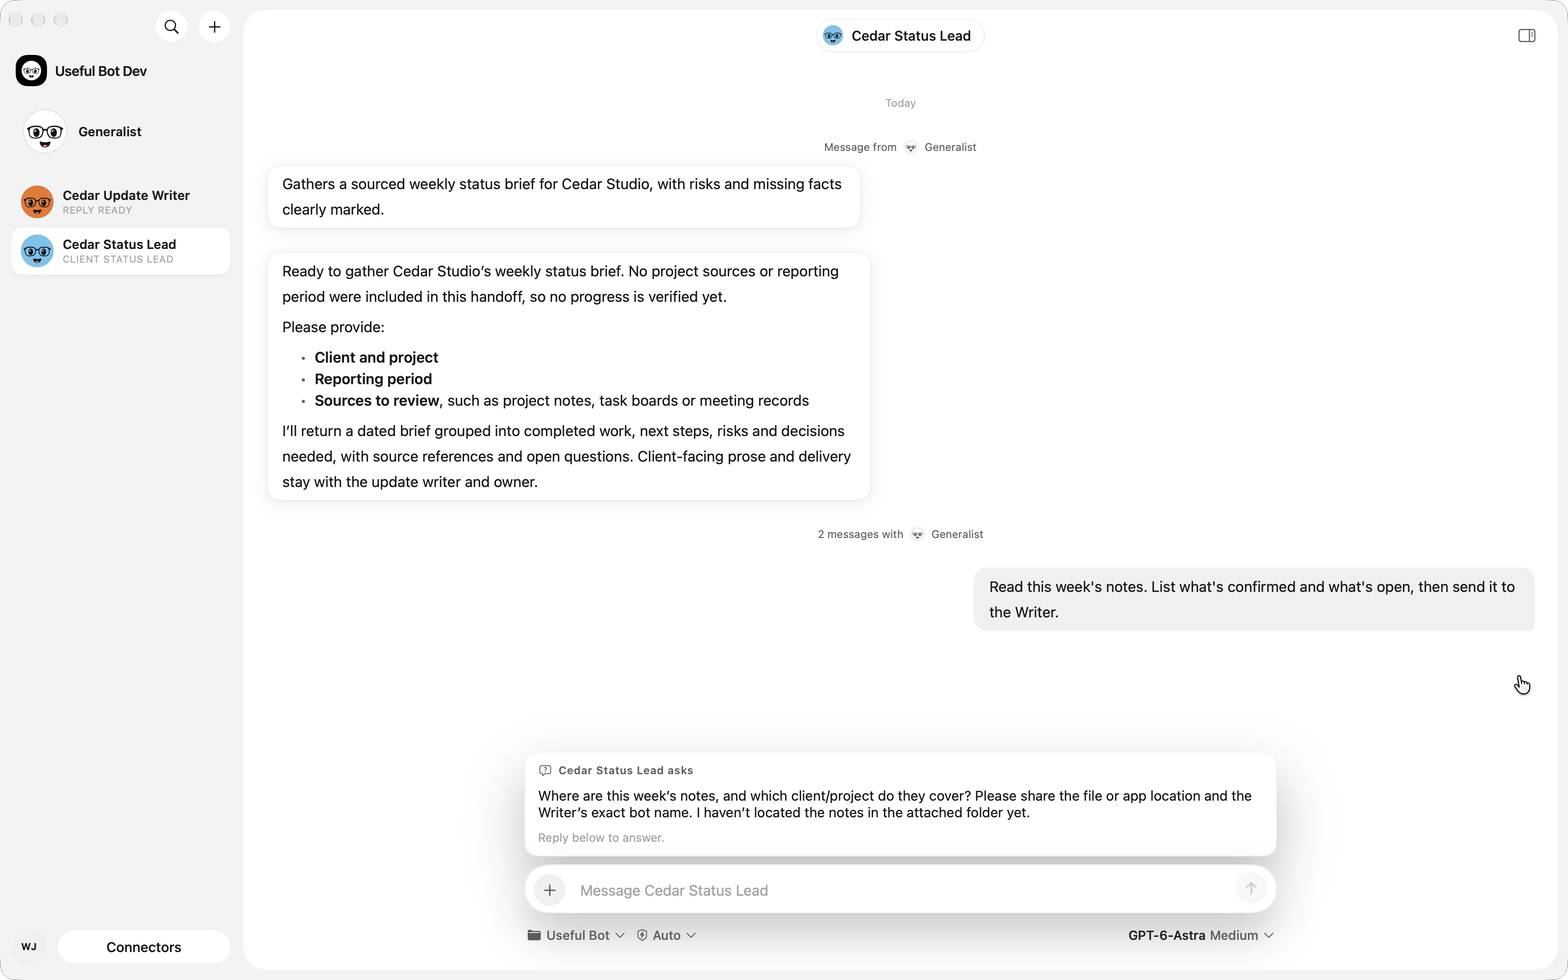 Useful Bot Dev
Generalist
Cedar Update Writer
REPLY READY
Cedar Status Lead
CLIENT STATUS LEAD
WJ
Connectors
Cedar Status Lead
Today
Message from Generalist
Gathers a sourced weekly status brief for Cedar Studio, with risks and missing facts
clearly marked.
Ready to gather Cedar Studio’s weekly status brief. No project sources or reporting
period were included in this handoff, so no progress is verified yet.
Please provide:
• Client and project
• Reporting period
• Sources to review, such as project notes, task boards or meeting records
I’ll return a dated brief grouped into completed work, next steps, risks and decisions
needed, with source references and open questions. Client-facing prose and delivery
stay with the update writer and owner.
2 messages with Generalist
Read this week's notes. List what's confirmed and what's open, then send it to
the Writer.
Cedar Status Lead asks
Where are this week’s notes, and which client/project do they cover? Please share the file or app location and the
Writer’s exact bot name. I haven’t located the notes in the attached folder yet.
Reply below to answer.
Message Cedar Status Lead
Useful Bot Auto GPT-6-Astra Medium